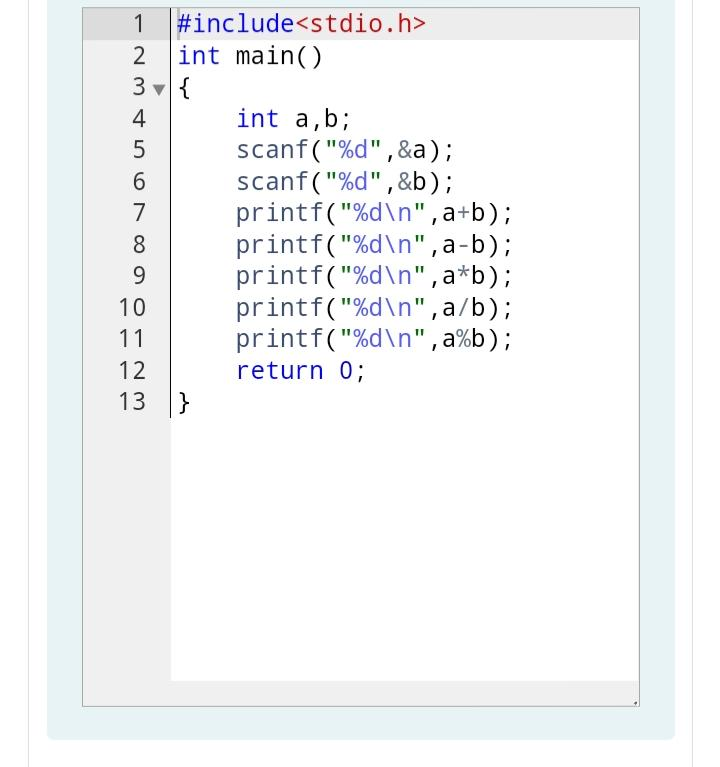 1 #include<stdio.h>
2 int main()
3 {
4     int a,b;
5     scanf("%d",&a);
6     scanf("%d",&b);
7     printf("%d\n",a+b);
8     printf("%d\n",a-b);
9     printf("%d\n",a*b);
10     printf("%d\n",a/b);
11     printf("%d\n",a%b);
12     return 0;
13 }